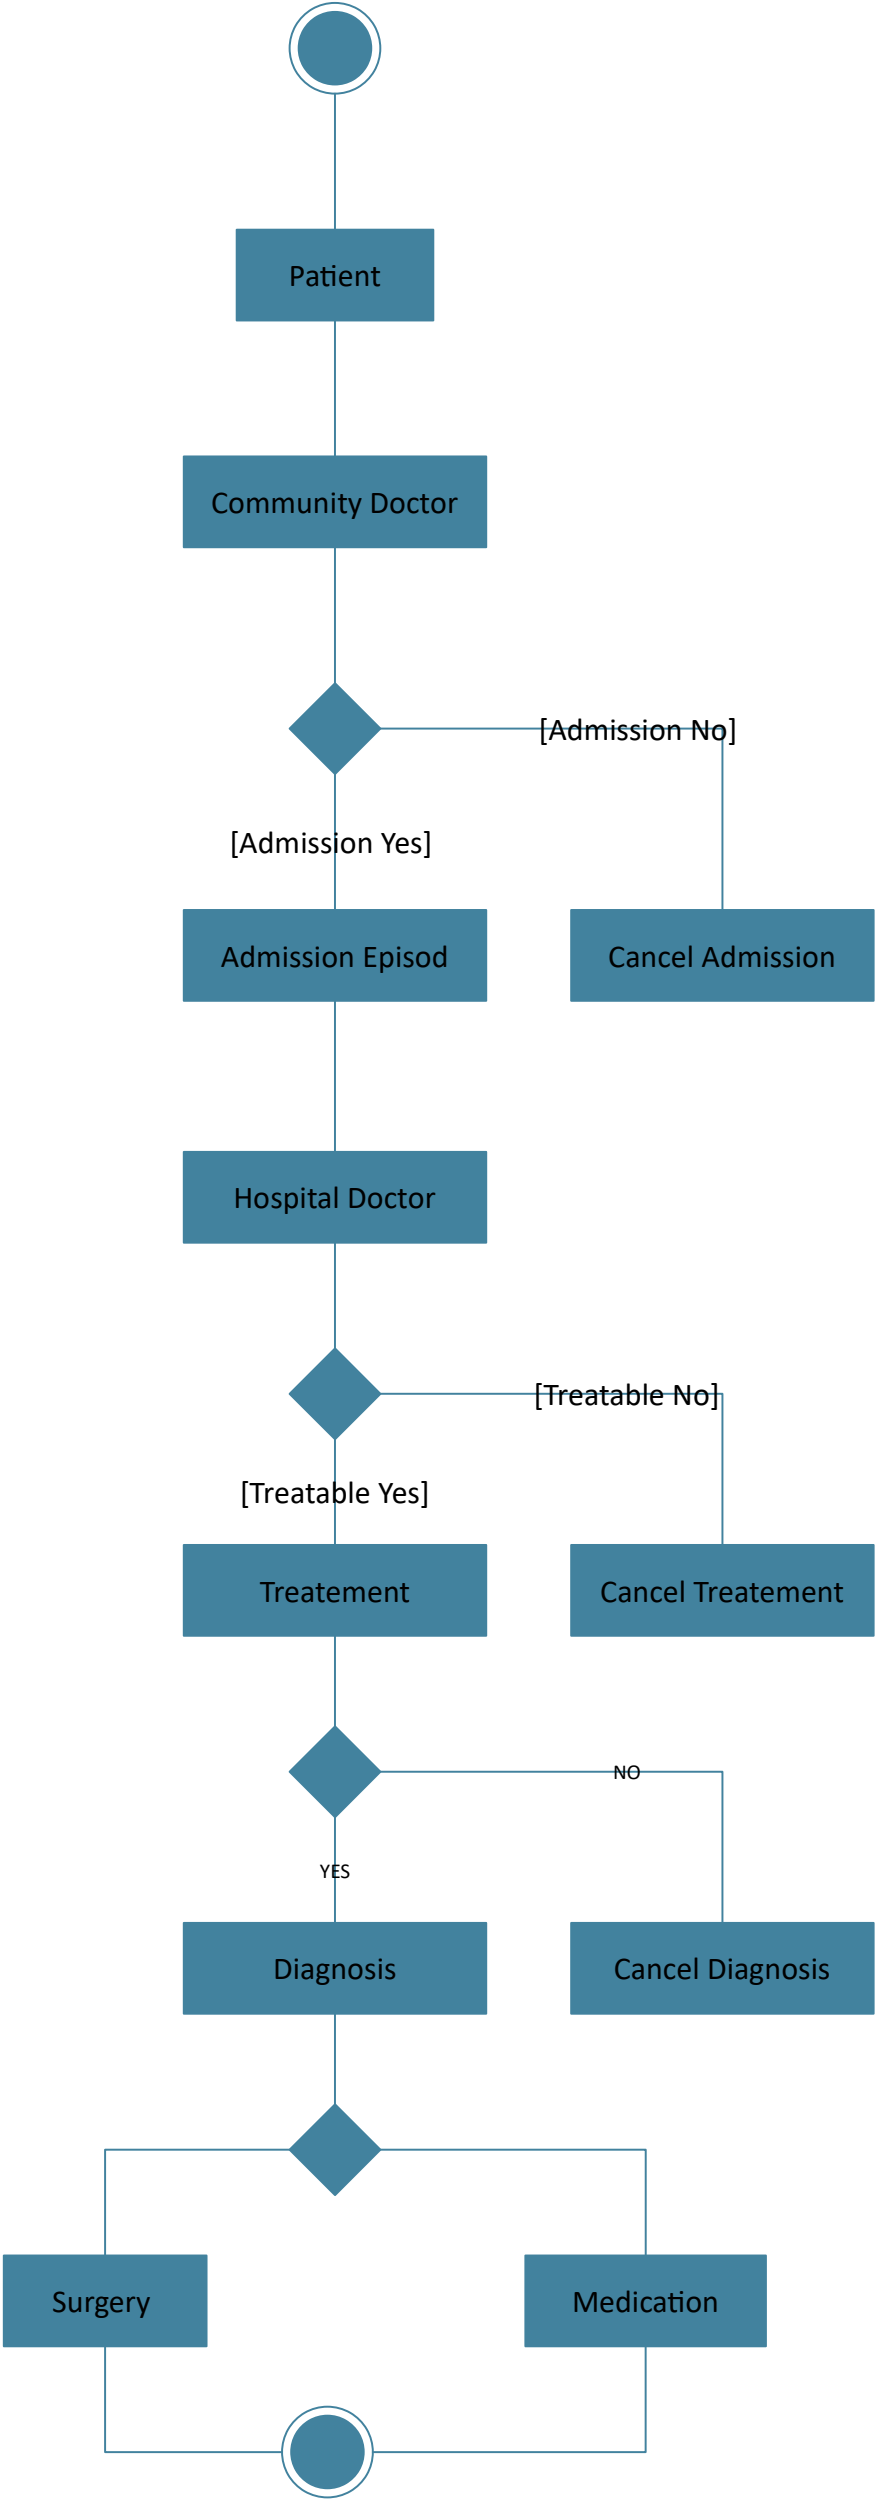 Patient
Community Doctor
[Admission No]
[Admission Yes]
Admission Episod
Cancel Admission
Hospital Doctor
[Treatable No]
[Treatable Yes]
Treatement
Cancel Treatement
NO
YES
Diagnosis
Cancel Diagnosis
Surgery
Medication